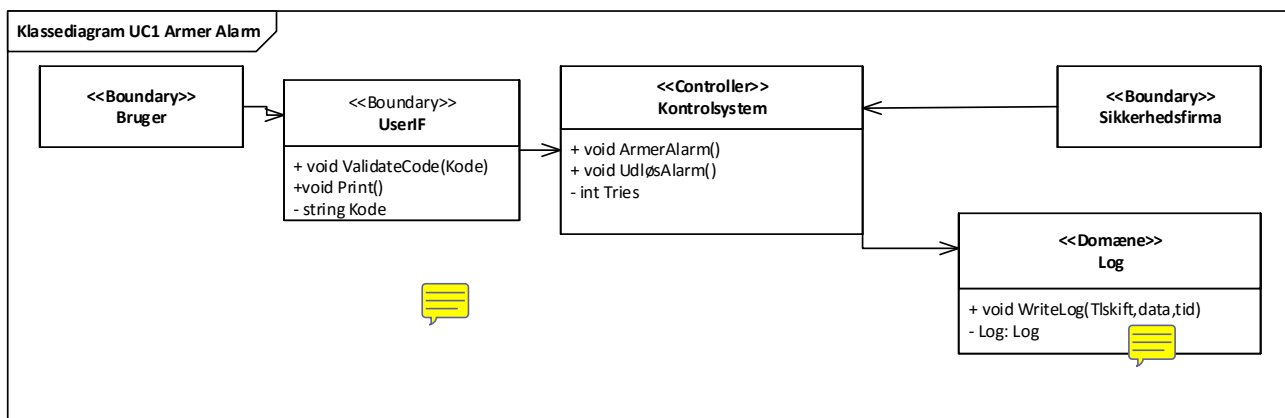 Klassediagram UC1 Armer Alarm
<<Boundary>>
Bruger
<<Boundary>>
UserIF
+ void ValidateCode(Kode)
+void Print()
- string Kode
<<Controller>>
Kontrolsystem
+ void ArmerAlarm()
+ void UdløsAlarm()
- int Tries
<<Boundary>>
Sikkerhedsfirma
<<Domæne>>
Log
+ void WriteLog(Tlskift,data,tid)
- Log: Log